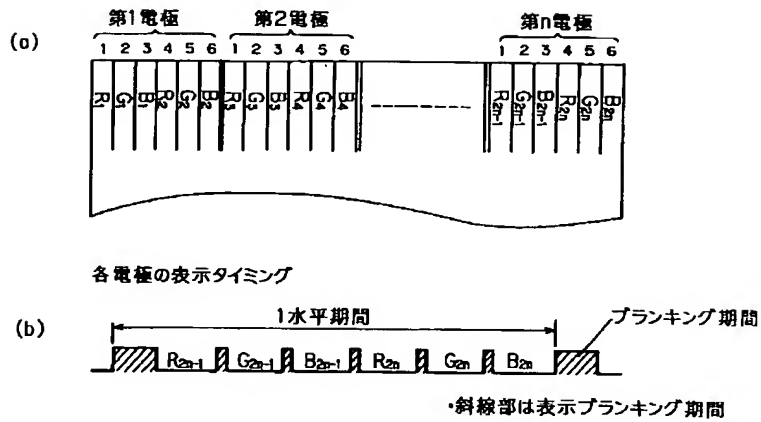 第1電極 第2電極 第n電極
(a)
1 2 3 4 5 6 1 2 3 4 5 6 1 2 3 4 5 6
R1 G1 B1 R2 G2 B2 R3 G3 B3 R4 G4 B4 R2n-1 G2n-1 B2n-1 R2n G2n B2n
各電極の表示タイミング
(b)
1水平期間 ブランキング期間
R2n-1 G2n-1 B2n-1 R2n G2n B2n
・斜線部は表示ブランキング期間